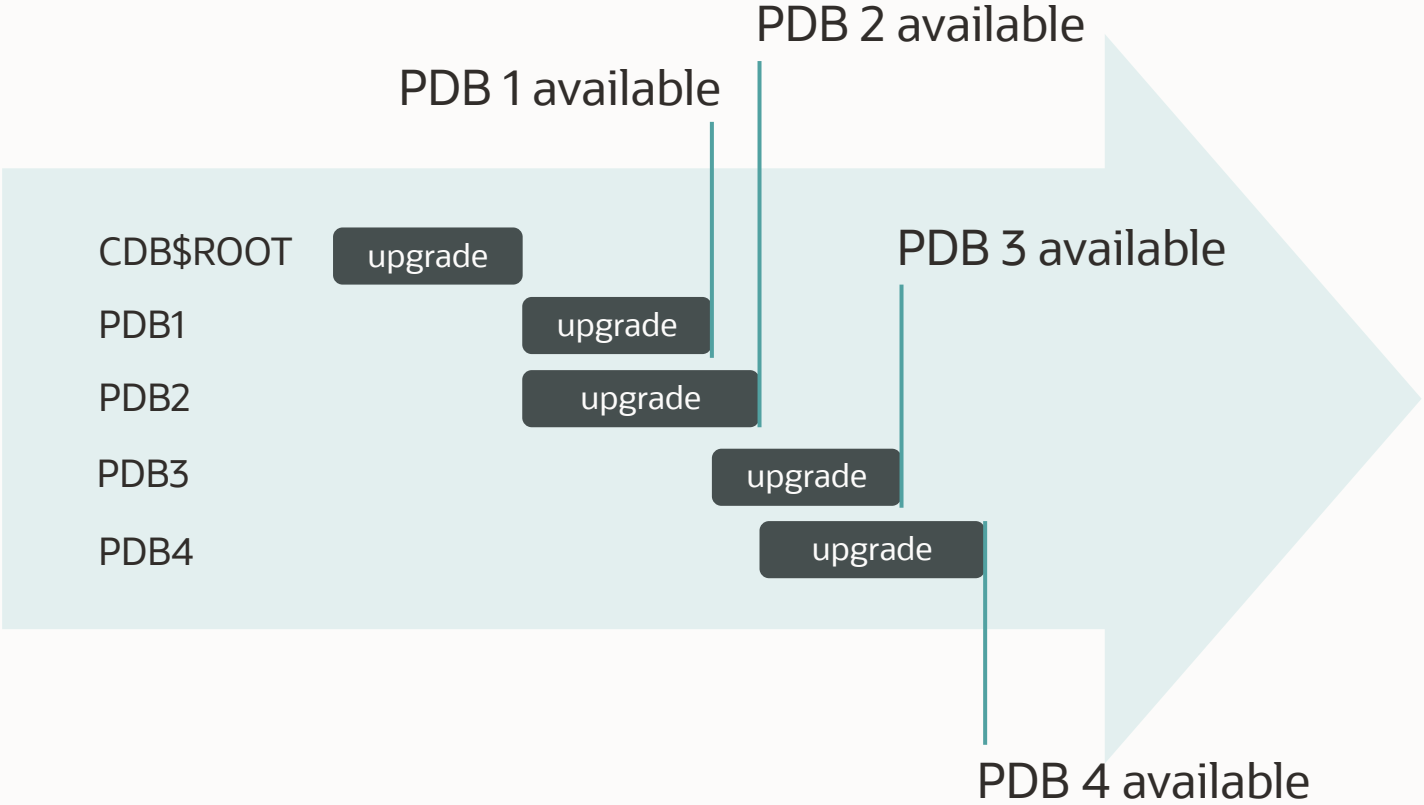 PDB 2 available
PDB 1 available
CDB$ROOT upgrade
PDB 3 available
PDB1 upgrade
PDB2 upgrade
PDB3 upgrade
PDB4 upgrade
PDB 4 available